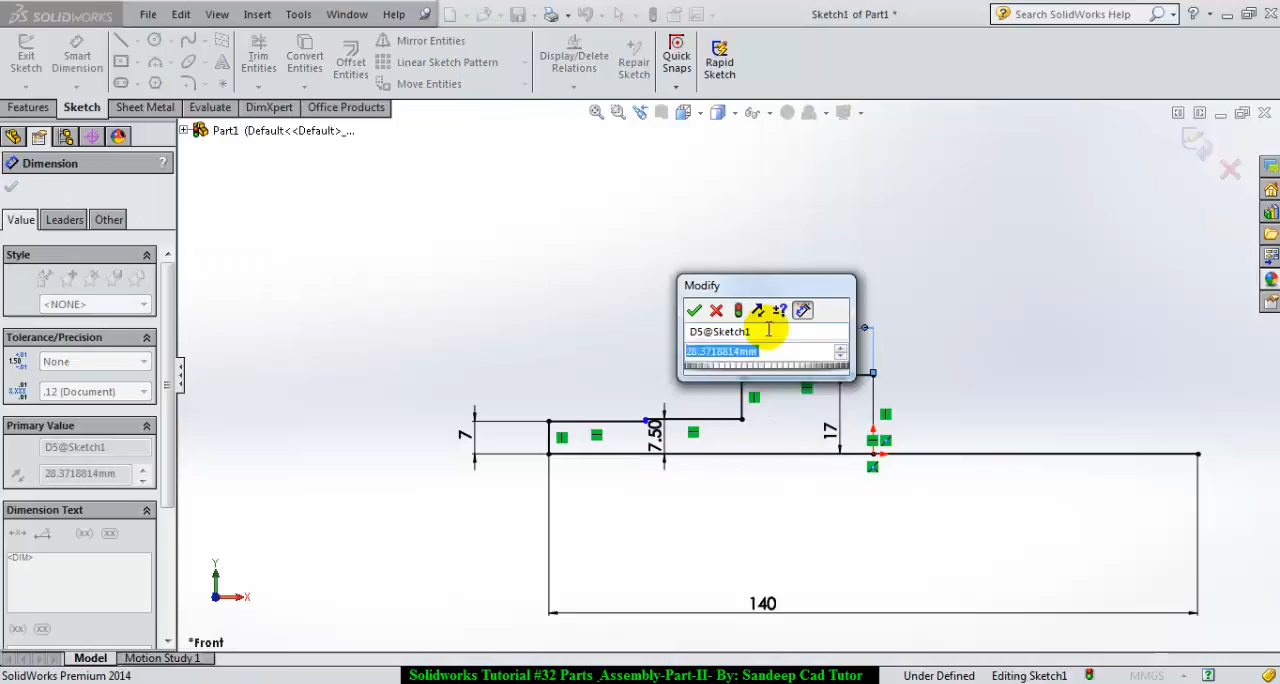 SOLIDWORKS File Edit View Insert Tools Window Help Sketch1 of Part1 * Search SolidWorks Help
Exit Sketch
Smart Dimension
Trim Entities
Convert Entities
Offset Entities
Mirror Entities
Linear Sketch Pattern
Move Entities
Display/Delete Relations
Repair Sketch
Quick Snaps
Rapid Sketch
Features Sketch Sheet Metal Evaluate DimXpert Office Products
Part1 (Default<<Default>_...
Dimension ?
Value Leaders Other
Style
<NONE>
Tolerance/Precision
None
.12 (Document)
Primary Value
D5@Sketch1
28.3718814mm
Dimension Text
<DIM>
Modify
D5@Sketch1
28.3718814mm
7
7.50
17
140
Y
X
*Front
Model Motion Study 1
SolidWorks Premium 2014
Solidworks Tutorial #32 Parts Assembly-Part-II- By: Sandeep Cad Tutor
Under Defined Editing Sketch1 MMGS